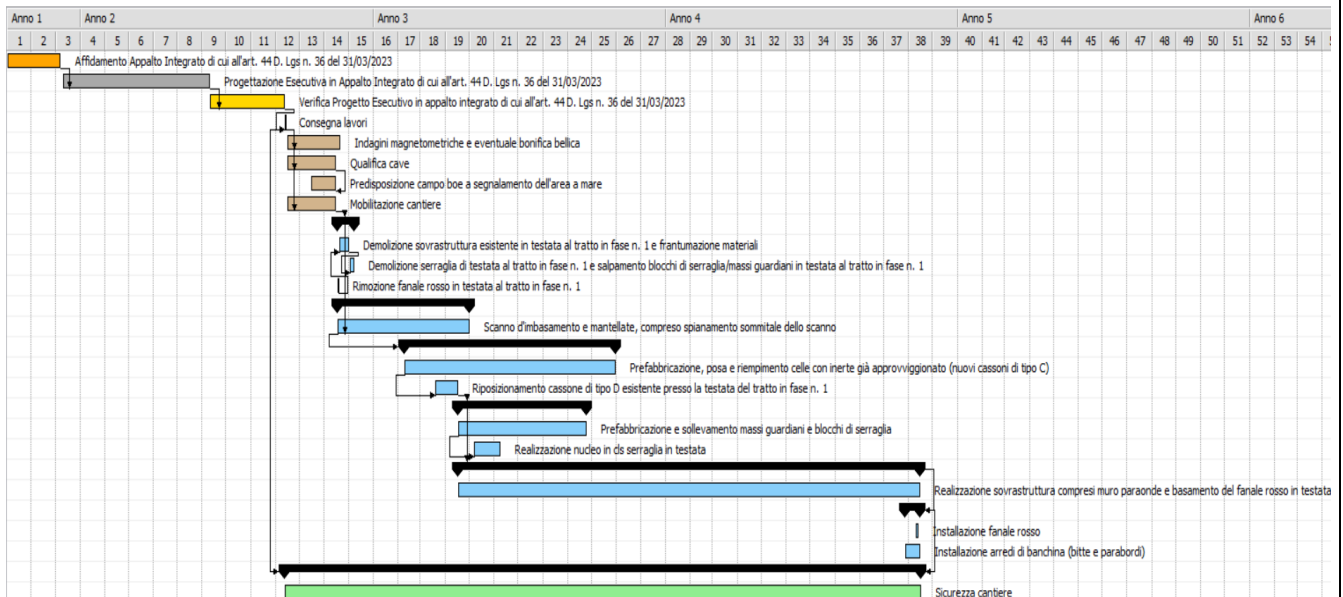 Anno 1 Anno 2 Anno 3 Anno 4 Anno 5 Anno 6
1 2 3 4 5 6 7 8 9 10 11 12 13 14 15 16 17 18 19 20 21 22 23 24 25 26 27 28 29 30 31 32 33 34 35 36 37 38 39 40 41 42 43 44 45 46 47 48 49 50 51 52 53 54
Affidamento Appalto Integrato di cui all'art. 44 D. Lgs n. 36 del 31/03/2023
Progettazione Esecutiva in Appalto Integrato di cui all'art. 44 D. Lgs n. 36 del 31/03/2023
Verifica Progetto Esecutivo in appalto integrato di cui all'art. 44 D. Lgs n. 36 del 31/03/2023
Consegna lavori
Indagini magnetometriche e eventuale bonifica bellica
Qualifica cave
Predisposizione campo boe a segnalamento dell'area a mare
Mobilitazione cantiere
Demolizione sovrastruttura esistente in testata al tratto in fase n. 1 e frantumazione materiali
Demolizione serraglia di testata al tratto in fase n. 1 e salpamento blocchi di serraglia/massi guardiani in testata al tratto in fase n. 1
Rimozione fanale rosso in testata al tratto in fase n. 1
Scanno d'imbasamento e mantellate, compreso spianamento sommitale dello scanno
Prefabbricazione, posa e riempimento celle con inerte già approvviggionato (nuovi cassoni di tipo C)
Riposizionamento cassone di tipo D esistente presso la testata del tratto in fase n. 1
Prefabbricazione e sollevamento massi guardiani e blocchi di serraglia
Realizzazione nucleo in cls serraglia in testata
Realizzazione sovrastruttura compresi muro paraonde e basamento del fanale rosso in testata
Installazione fanale rosso
Installazione arredi di banchina (bitte e parabordi)
Sicurezza cantiere